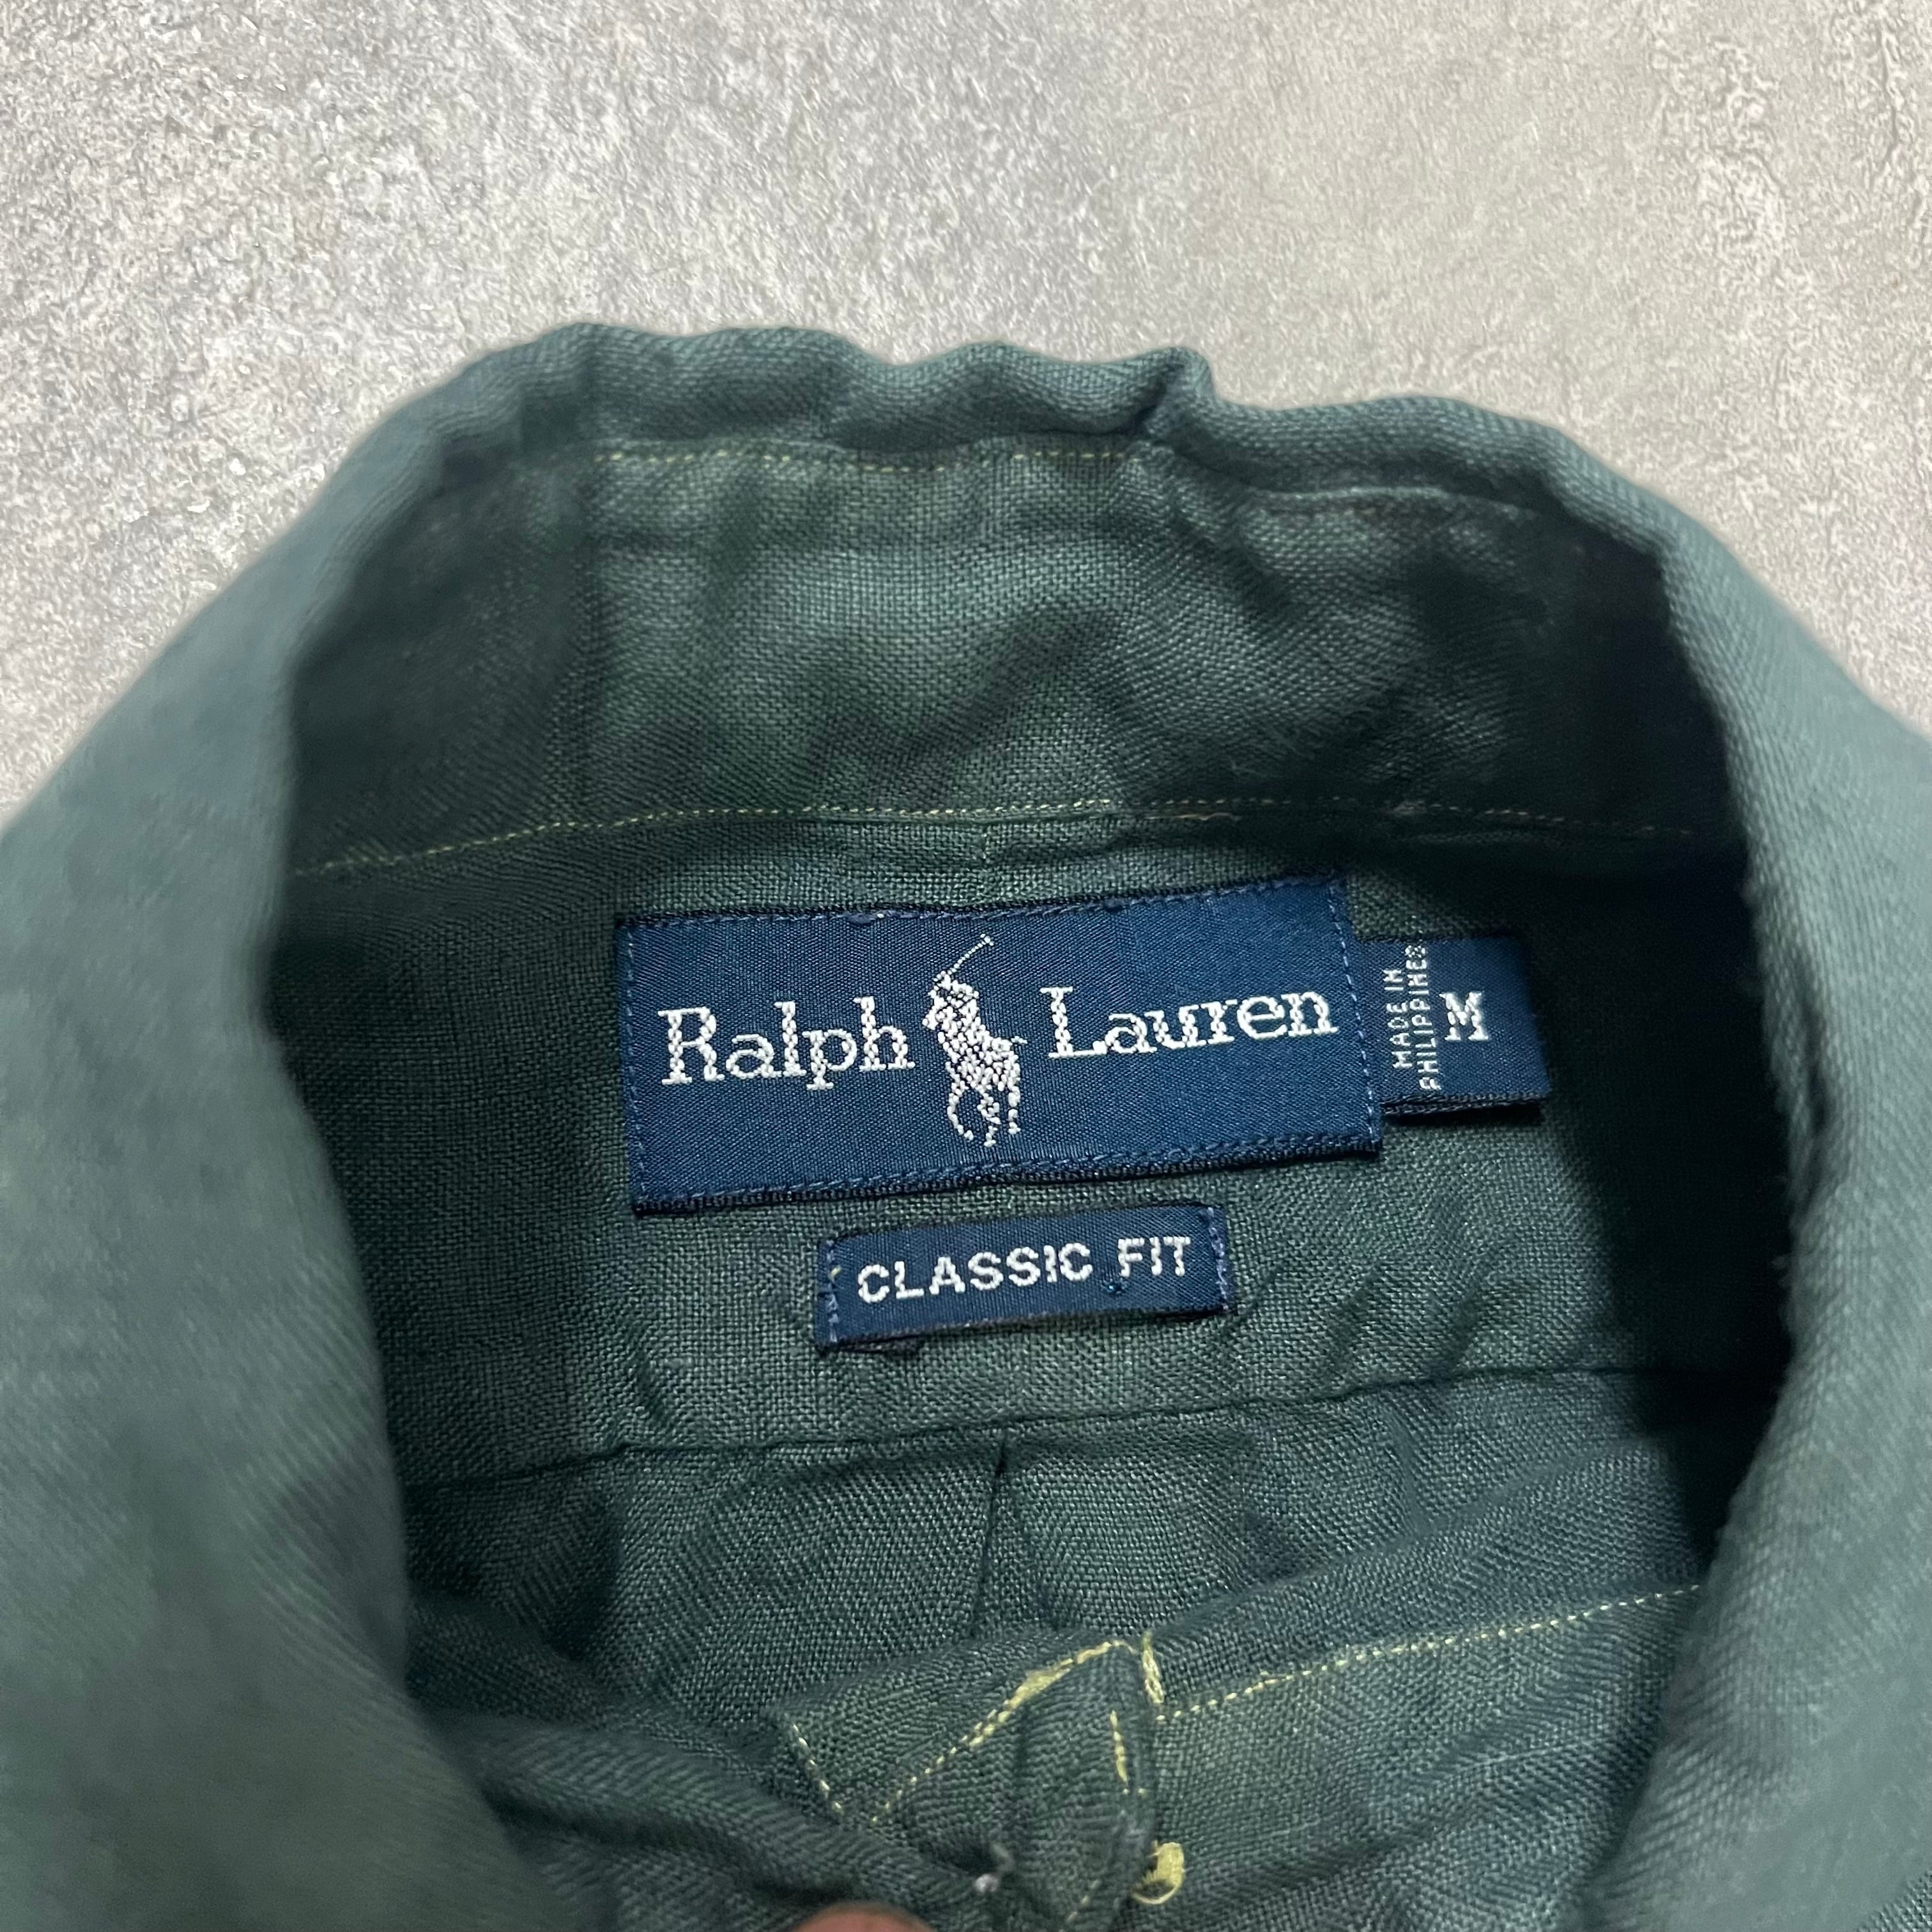 Ralph Lauren
MADE IN
PHILIPPINES
M
CLASSIC FIT